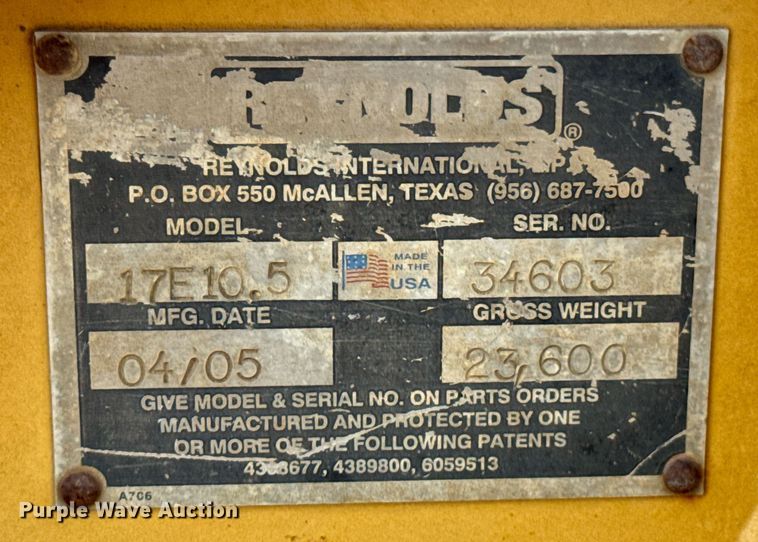 REYNOLDS
®
REYNOLDS INTERNATIONAL, LP
P.O. BOX 550 McALLEN, TEXAS (956) 687-7500
MODEL SER. NO.
17E10.5 MADE IN THE USA 34603
MFG. DATE GROSS WEIGHT
04/05 23,600
GIVE MODEL & SERIAL NO. ON PARTS ORDERS
MANUFACTURED AND PROTECTED BY ONE
OR MORE OF THE FOLLOWING PATENTS
4389800, 6059513
A706
Purple Wave Auction